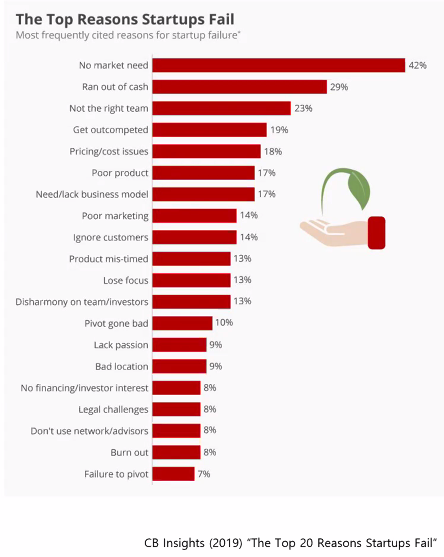 The Top Reasons Startups Fail
Most frequently cited reasons for startup failure*
No market need 42%
Ran out of cash 29%
Not the right team 23%
Get outcompeted 19%
Pricing/cost issues 18%
Poor product 17%
Need/lack business model 17%
Poor marketing 14%
Ignore customers 14%
Product mis-timed 13%
Lose focus 13%
Disharmony on team/investors 13%
Pivot gone bad 10%
Lack passion 9%
Bad location 9%
No financing/investor interest 8%
Legal challenges 8%
Don't use network/advisors 8%
Burn out 8%
Failure to pivot 7%
CB Insights (2019) “The Top 20 Reasons Startups Fail”